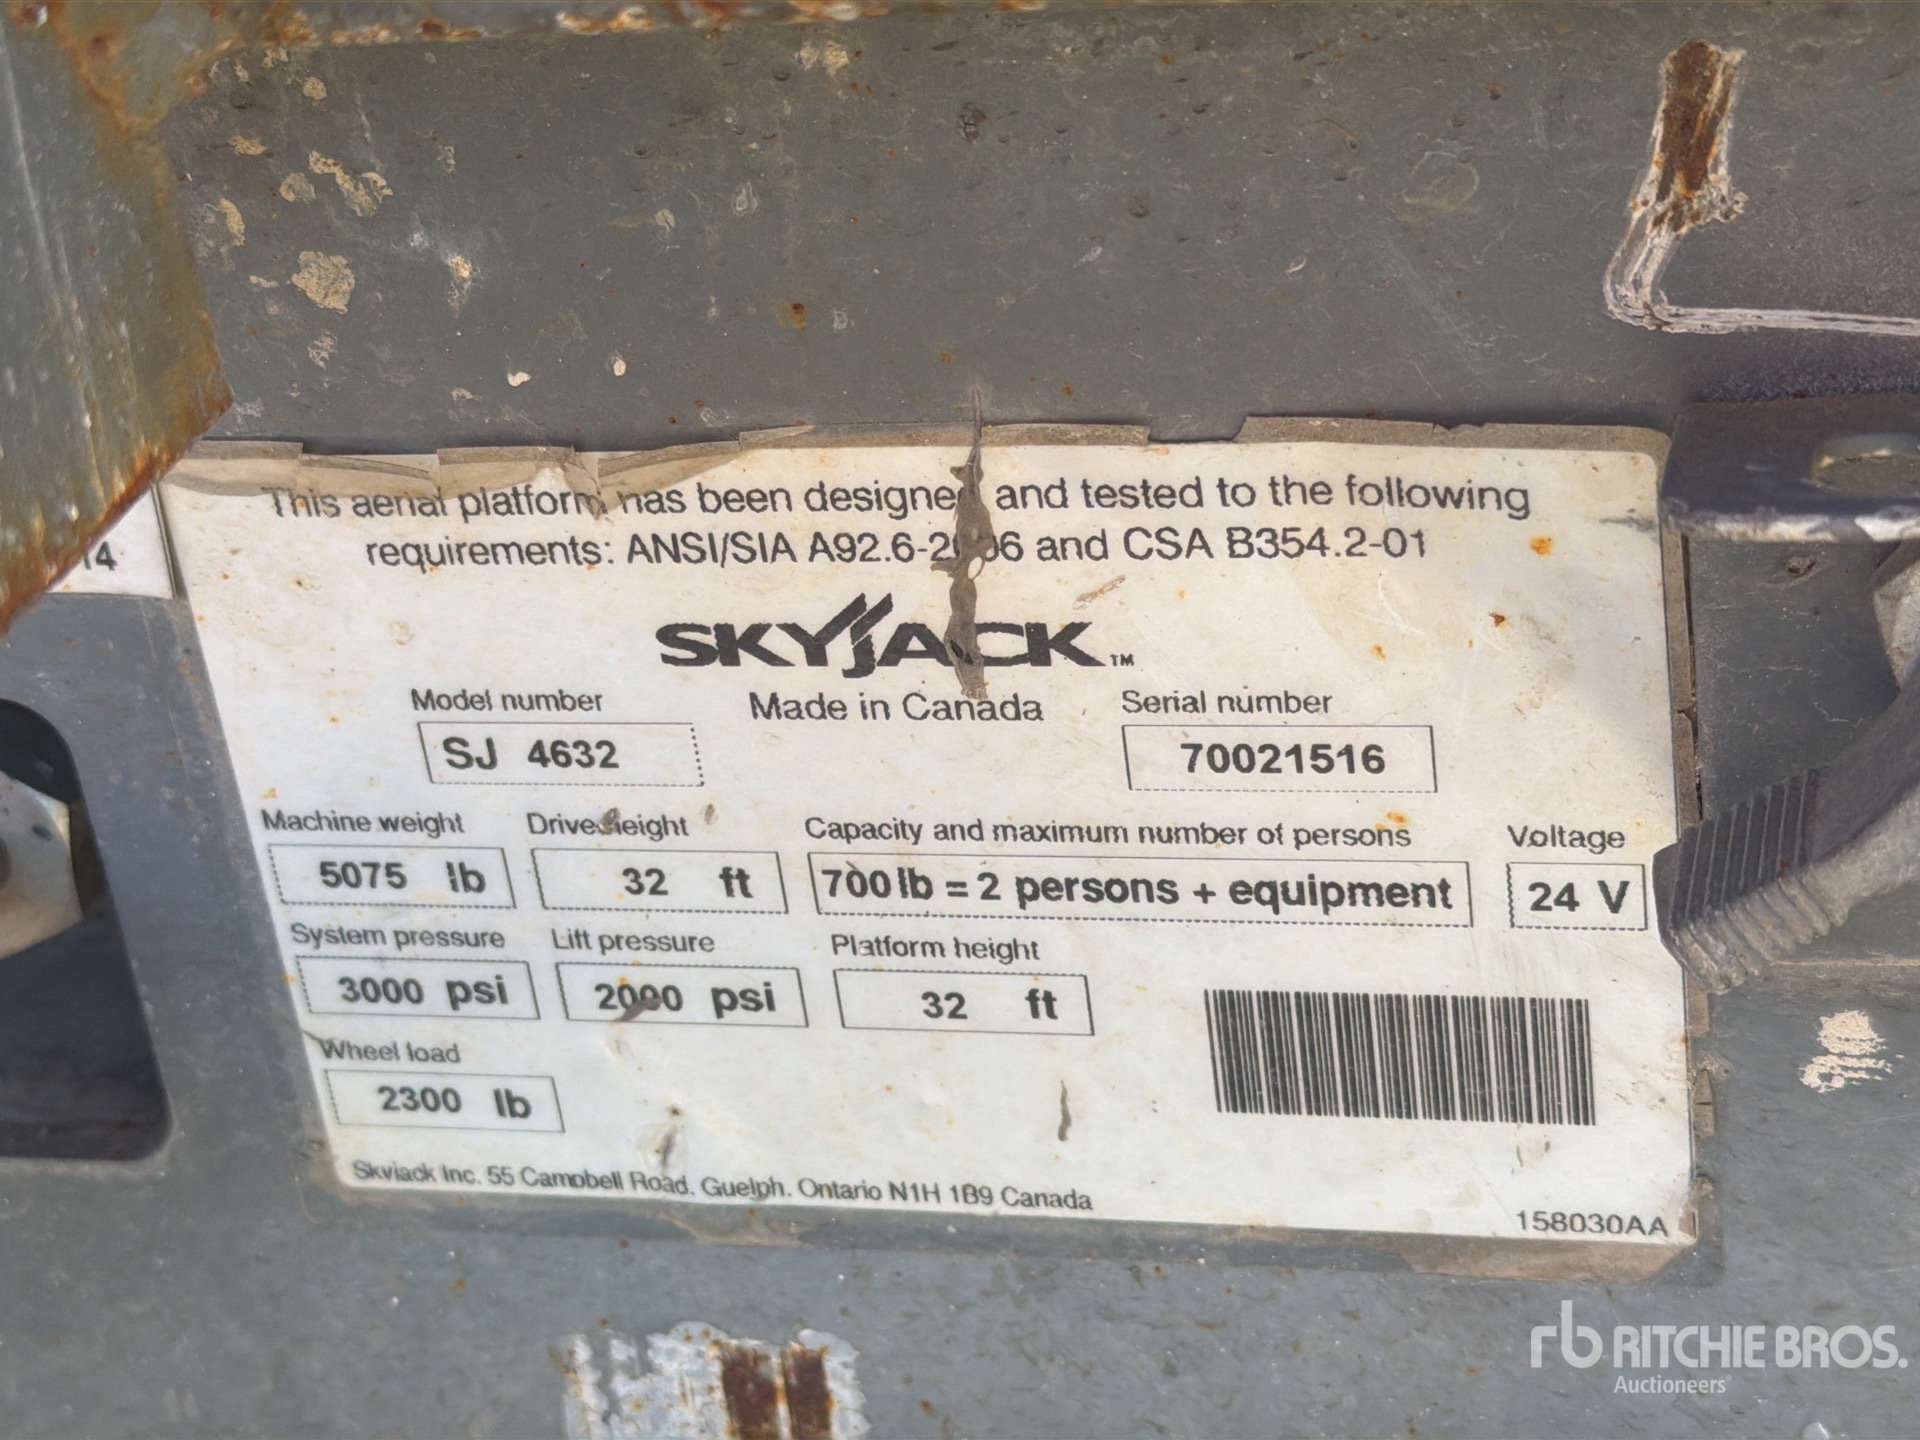 This aerial platform has been designed and tested to the following
requirements: ANSI/SIA A92.6-2006 and CSA B354.2-01
14
SKYJACK™
Made in Canada
Model number
SJ 4632
Serial number
70021516
Machine weight
5075 lb
Drive height
32 ft
Capacity and maximum number of persons
700 lb = 2 persons + equipment
Voltage
24 V
System pressure
3000 psi
Lift pressure
2000 psi
Platform height
32 ft
Wheel load
2300 lb
Skyjack Inc. 55 Campbell Road, Guelph, Ontario N1H 1B9 Canada
158030AA
rb RITCHIE BROS.
Auctioneers